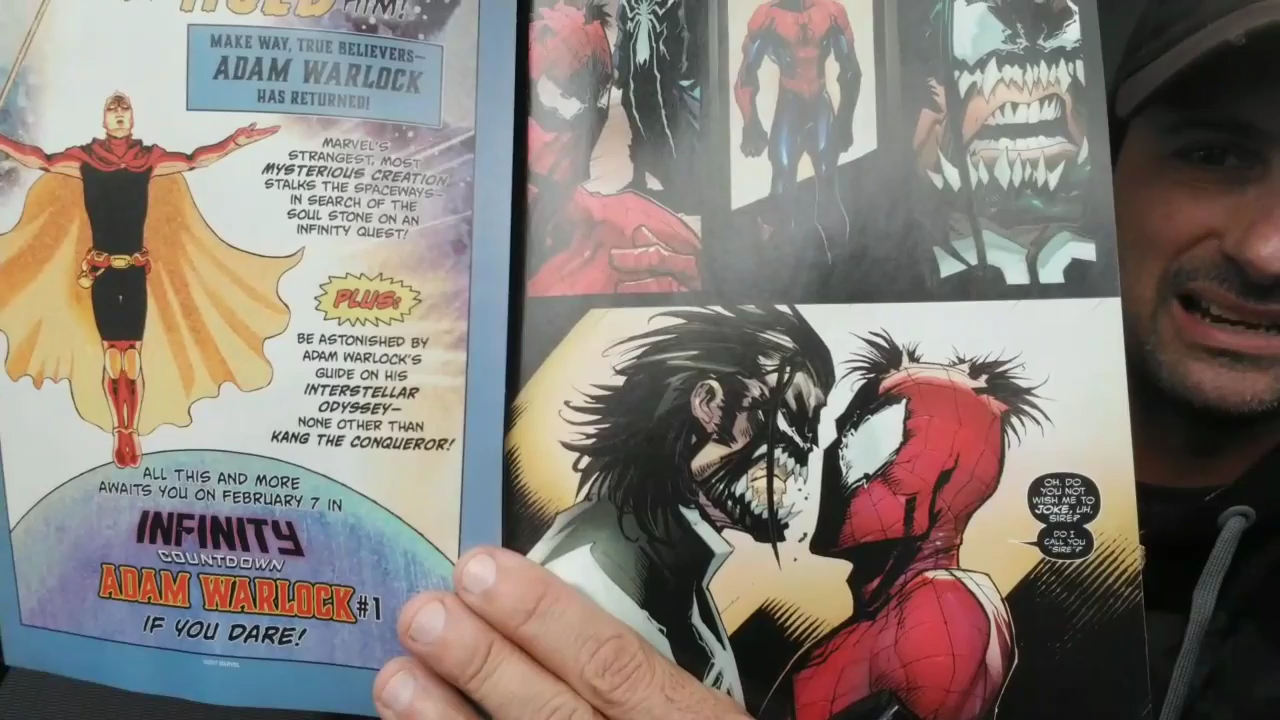 HOLD
HIM!
MAKE WAY, TRUE BELIEVERS—
ADAM WARLOCK
HAS RETURNED!
MARVEL'S
STRANGEST, MOST
MYSTERIOUS CREATION,
STALKS THE SPACEWAYS—
IN SEARCH OF THE
SOUL STONE ON AN
INFINITY QUEST!
PLUS:
BE ASTONISHED BY
ADAM WARLOCK'S
GUIDE ON HIS
INTERSTELLAR
ODYSSEY—
NONE OTHER THAN
KANG THE CONQUEROR!
ALL THIS AND MORE
AWAITS YOU ON FEBRUARY 7 IN
INFINITY
COUNTDOWN
ADAM WARLOCK #1
IF YOU DARE!
OH. DO
YOU NOT
WISH ME TO
JOKE, UH,
SIRE?
DO I
CALL YOU
"SIRE"?